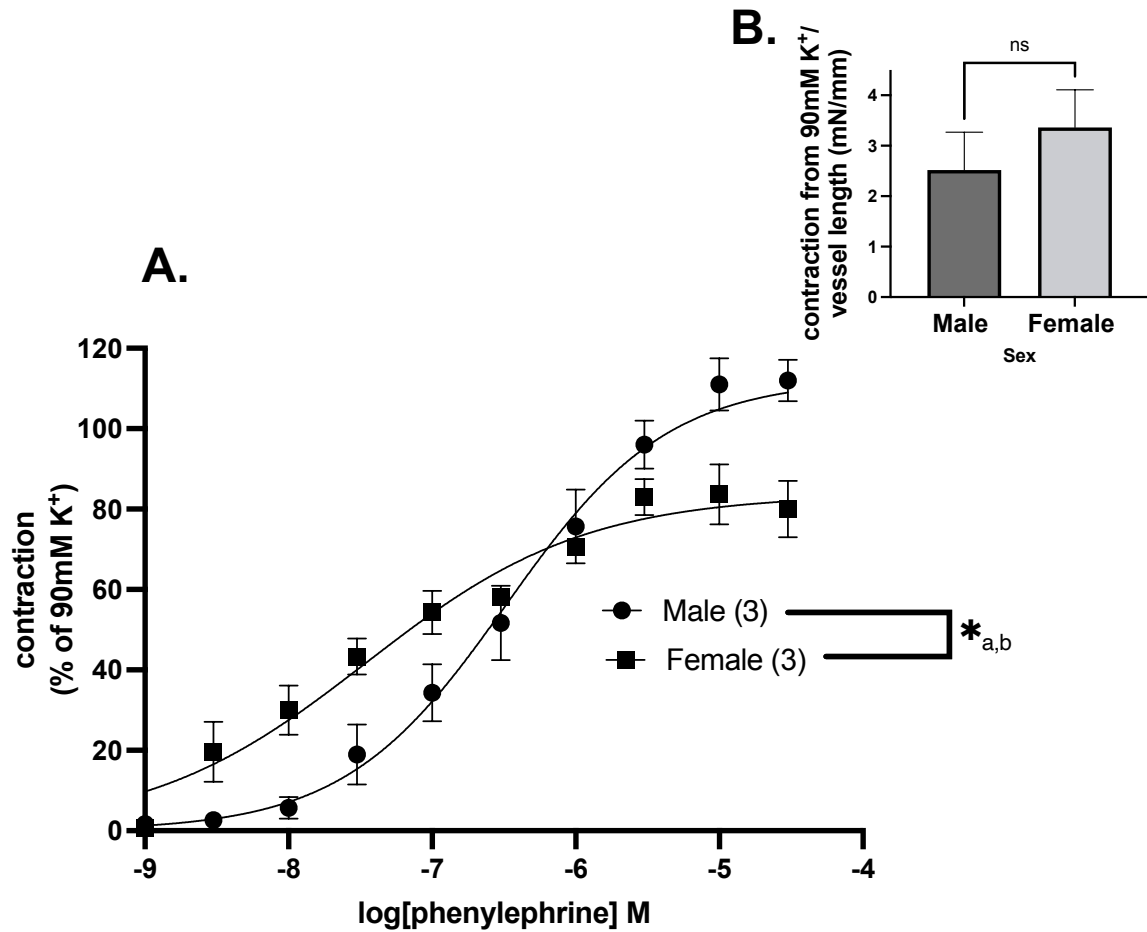 B.
contraction from 90mM K⁺/
vessel length (mN/mm)
ns
4
3
2
1
0
Male Female
Sex
A.
contraction
(% of 90mM K⁺)
120
100
80
60
40
20
0
Male (3)
Female (3)
*a,b
-9 -8 -7 -6 -5 -4
log[phenylephrine] M